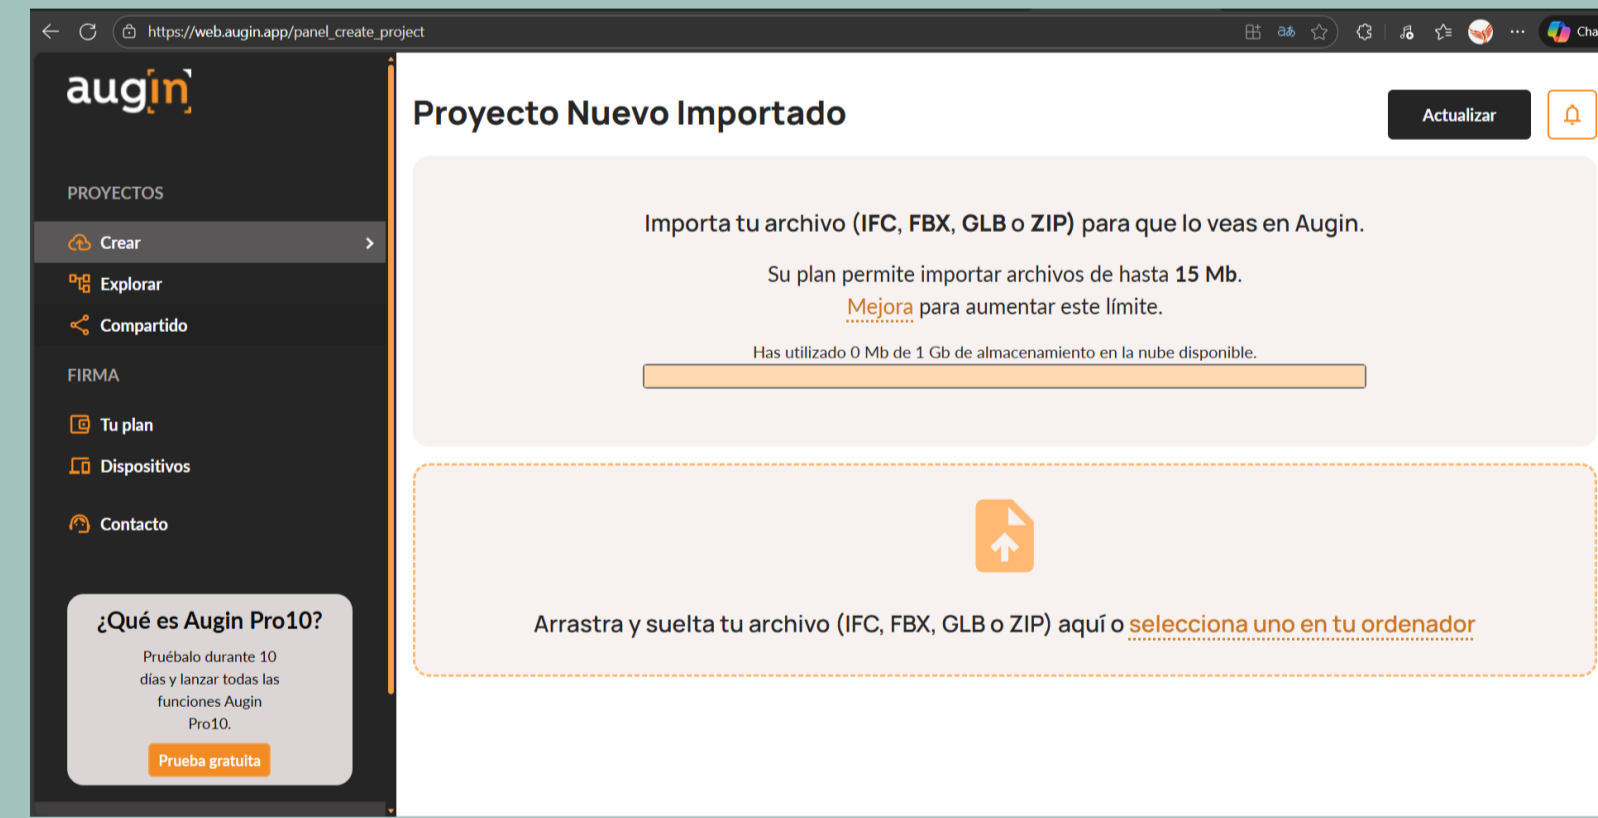 https://web.augin.app/panel_create_project
aあ
Cha
augin
PROYECTOS
Crear
Explorar
Compartido
FIRMA
Tu plan
Dispositivos
Contacto
¿Qué es Augin Pro10?
Pruébalo durante 10
días y lanzar todas las
funciones Augin
Pro10.
Prueba gratuita
Proyecto Nuevo Importado
Actualizar
Importa tu archivo (IFC, FBX, GLB o ZIP) para que lo veas en Augin.
Su plan permite importar archivos de hasta 15 Mb.
Mejora para aumentar este límite.
Has utilizado 0 Mb de 1 Gb de almacenamiento en la nube disponible.
Arrastra y suelta tu archivo (IFC, FBX, GLB o ZIP) aquí o selecciona uno en tu ordenador